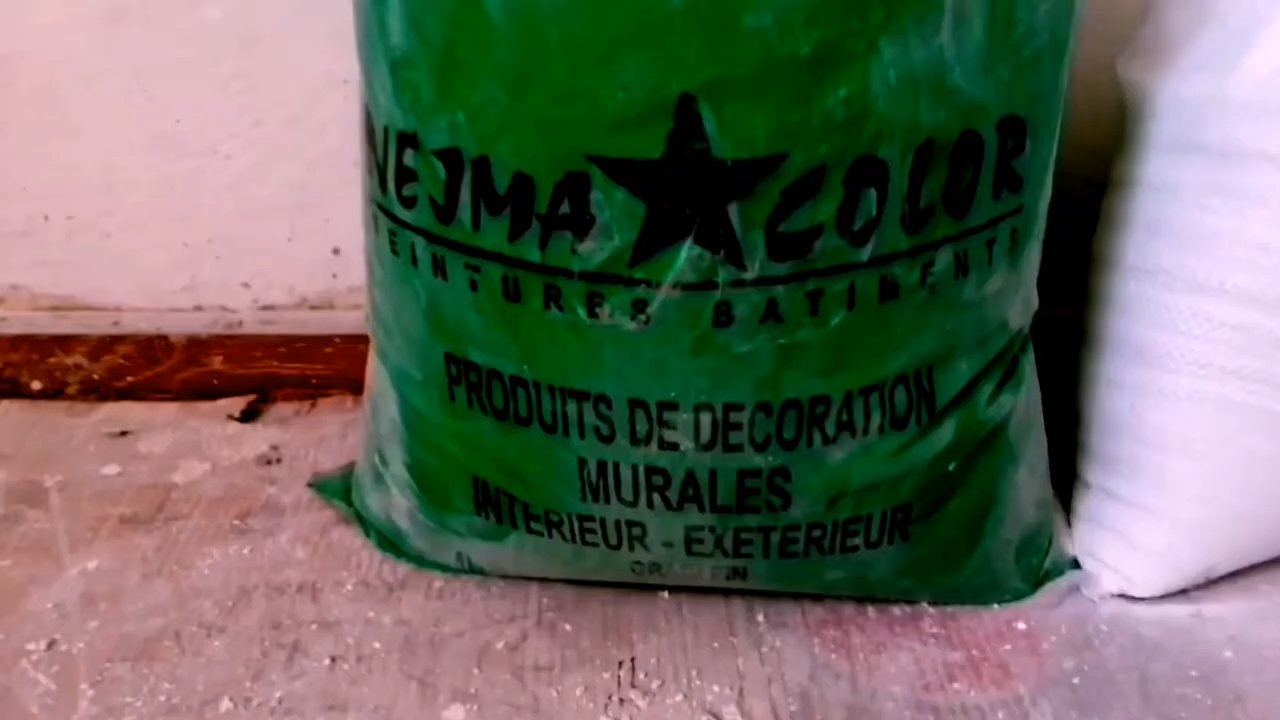 NEJMA COLOR
PEINTURES BATIMENTS
PRODUITS DE DECORATION
MURALES
INTERIEUR - EXETERIEUR